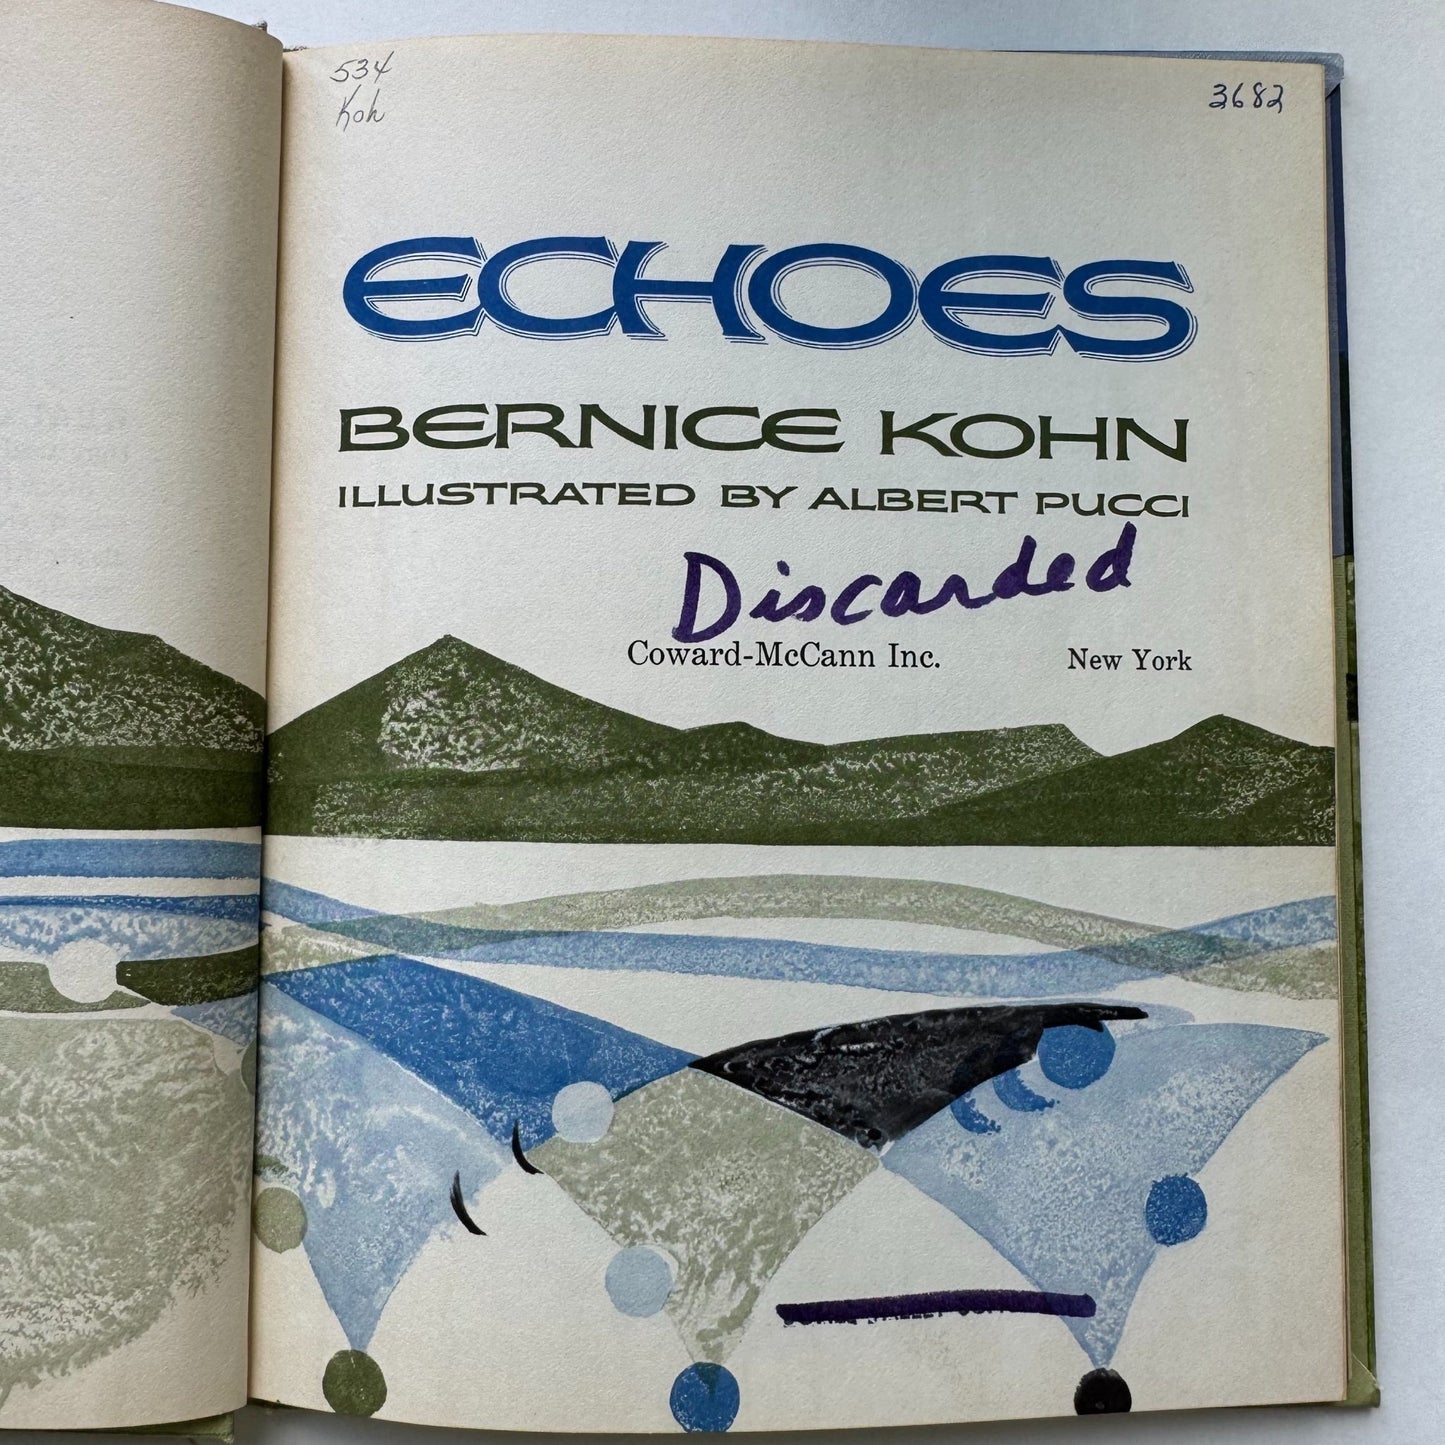 534
Koh
3682
ECHOES
BERNICE KOHN
ILLUSTRATED BY ALBERT PUCCI
Discarded
Coward-McCann Inc. New York